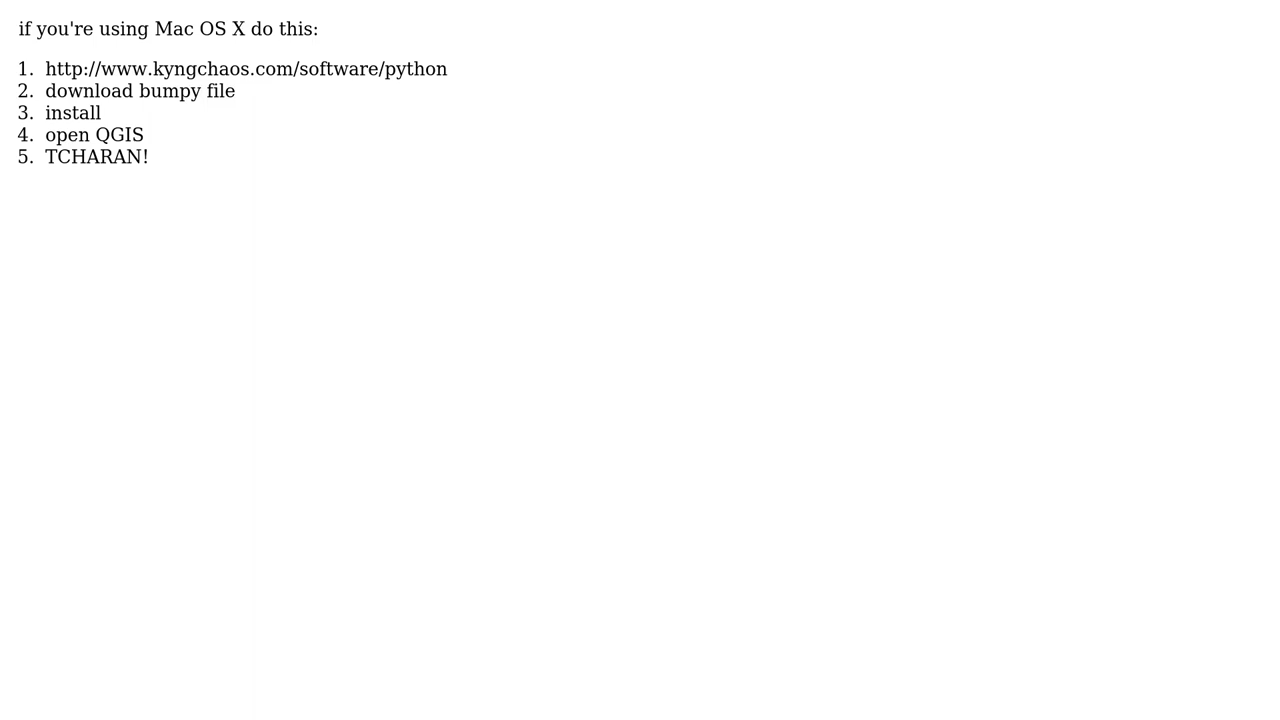 if you're using Mac OS X do this:
1. http://www.kyngchaos.com/software/python
2. download bumpy file
3. install
4. open QGIS
5. TCHARAN!